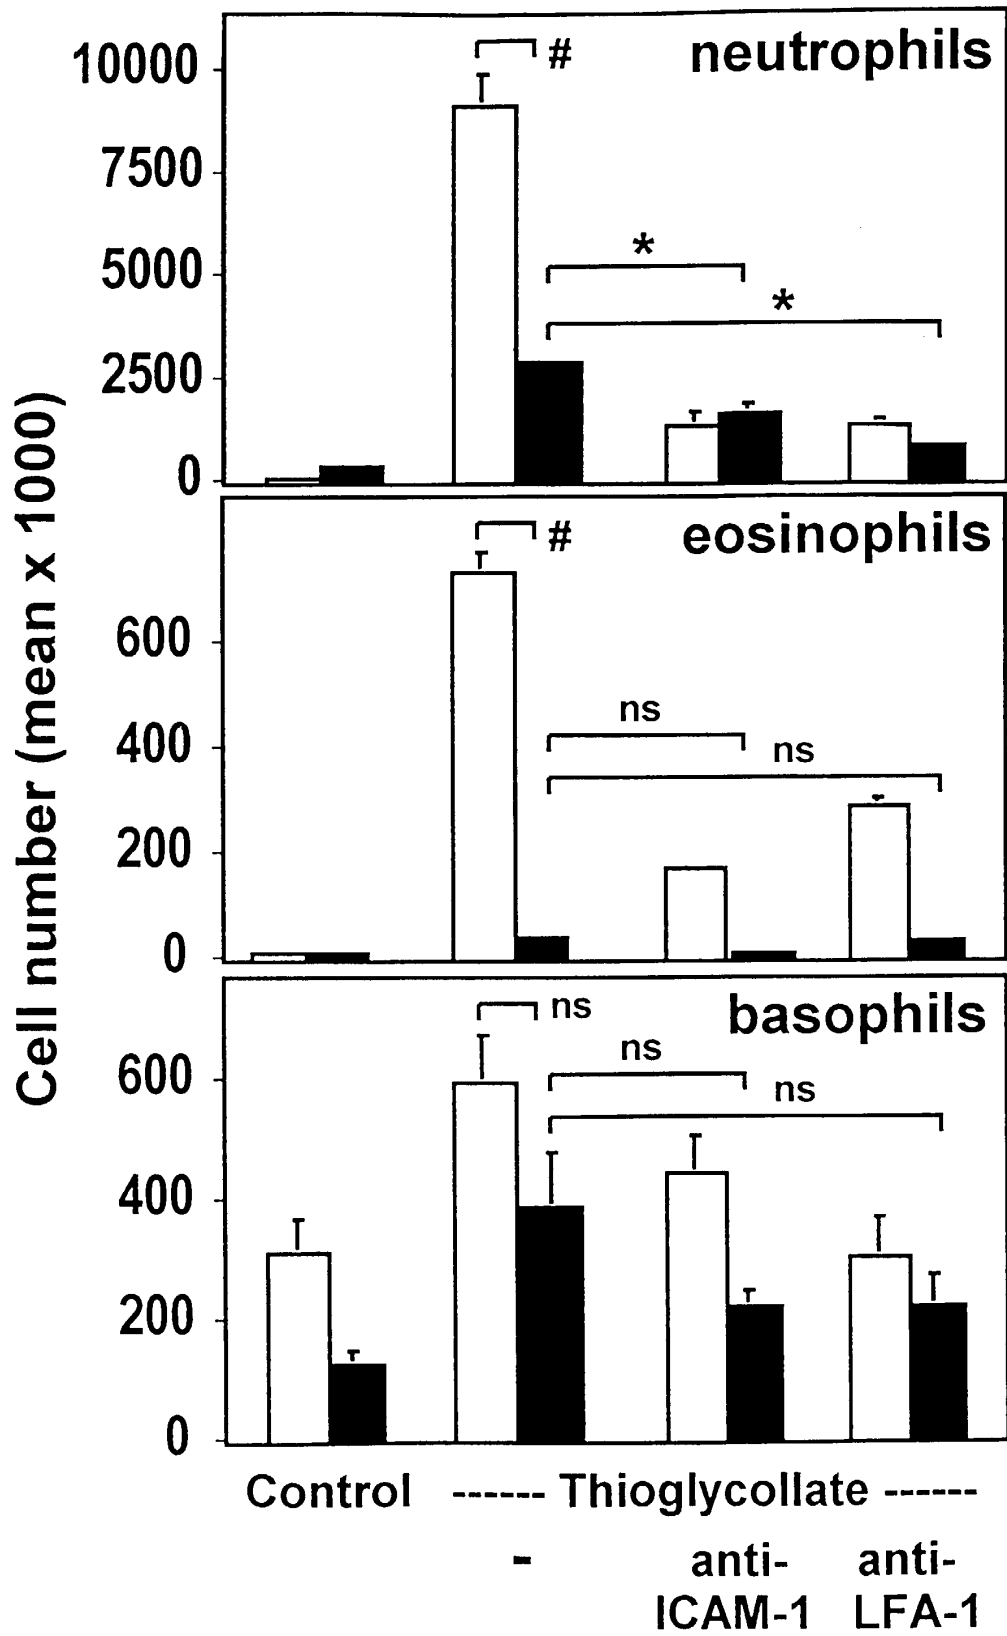 Cell number (mean x 1000)
neutrophils
10000
7500
5000
2500
0
#
*
*
eosinophils
600
400
200
0
#
ns
ns
basophils
600
400
200
0
ns
ns
ns
Control ------ Thioglycollate ------
- anti-ICAM-1 anti-LFA-1